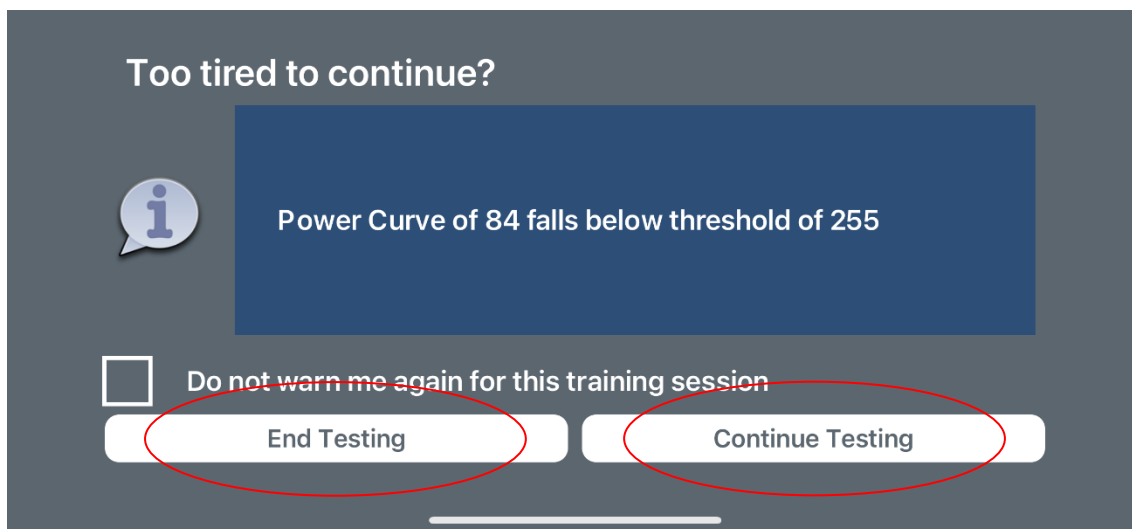 Too tired to continue?
Power Curve of 84 falls below threshold of 255
Do not warn me again for this training session
End Testing
Continue Testing